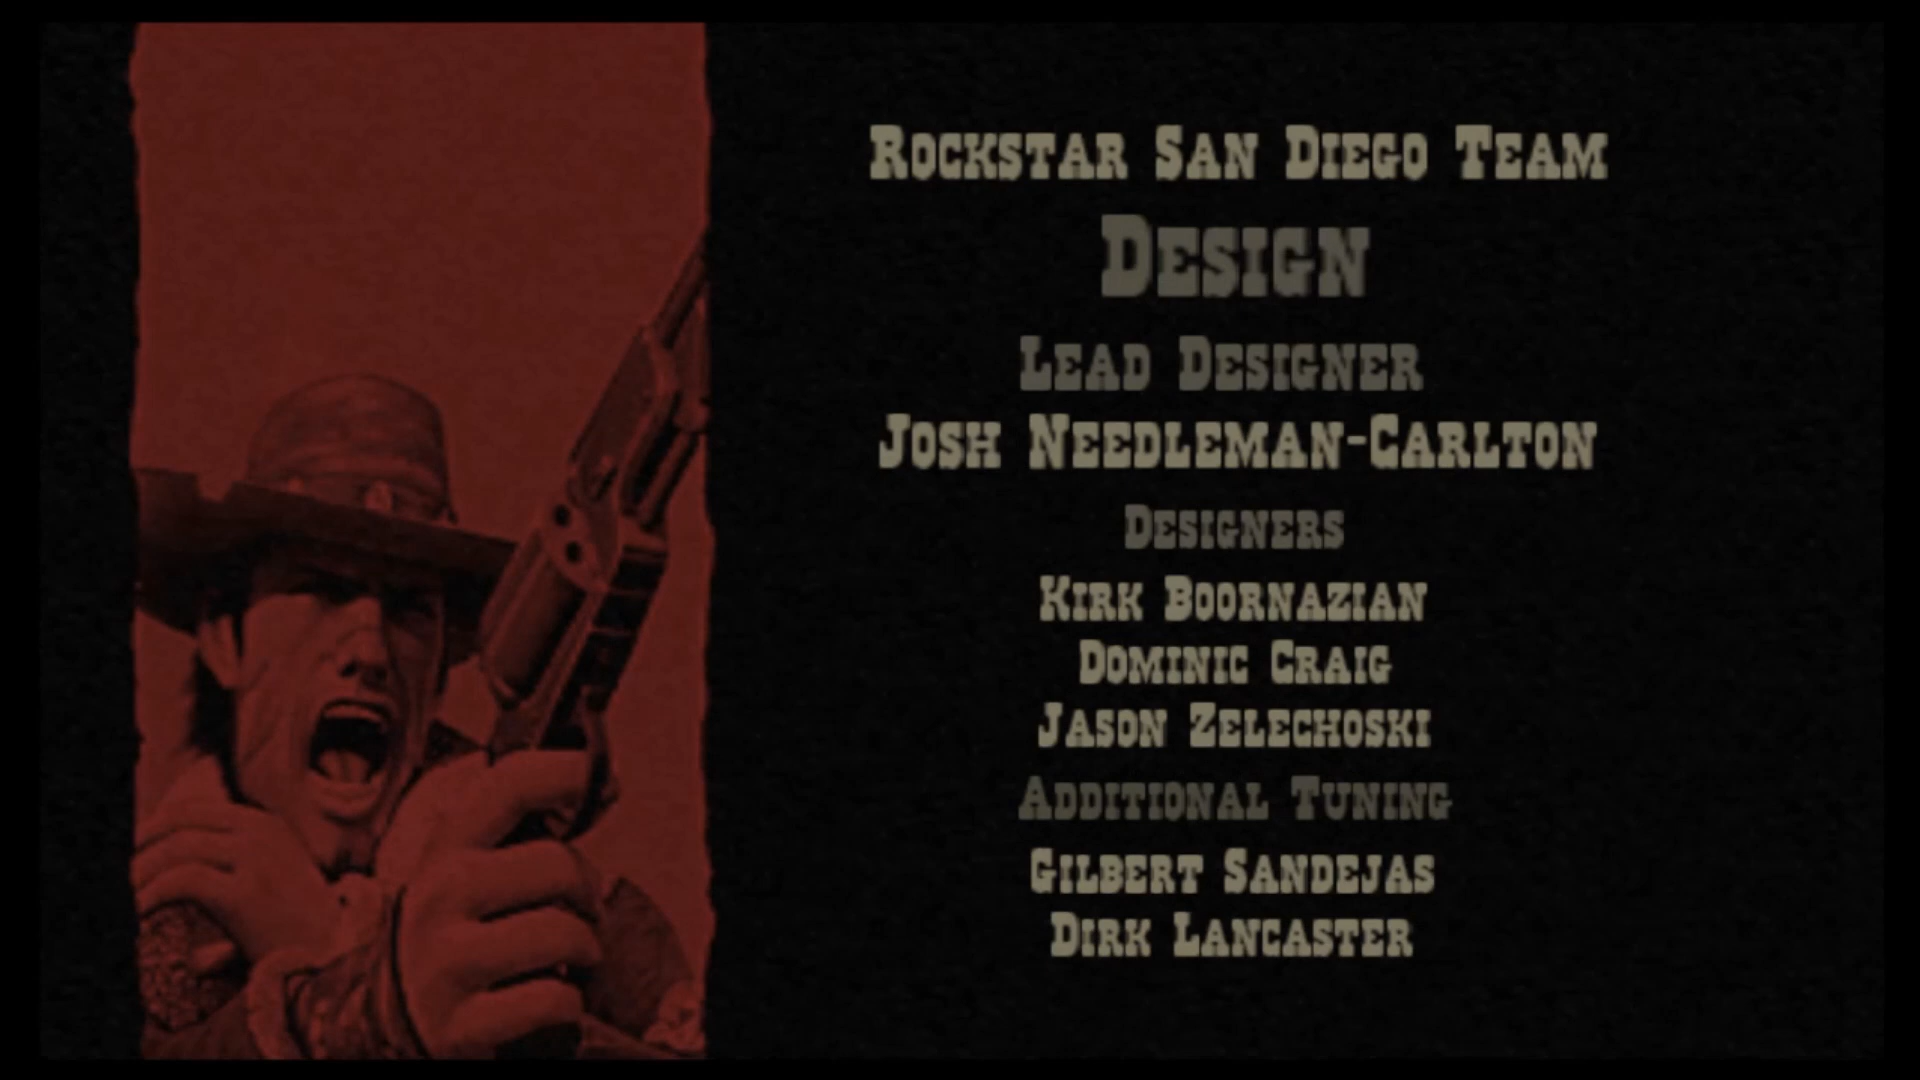 Rockstar San Diego Team
Design
Lead Designer
Josh Needleman-Carlton
Designers
Kirk Boornazian
Dominic Craig
Jason Zelechoski
Additional Tuning
Gilbert Sandejas
Dirk Lancaster